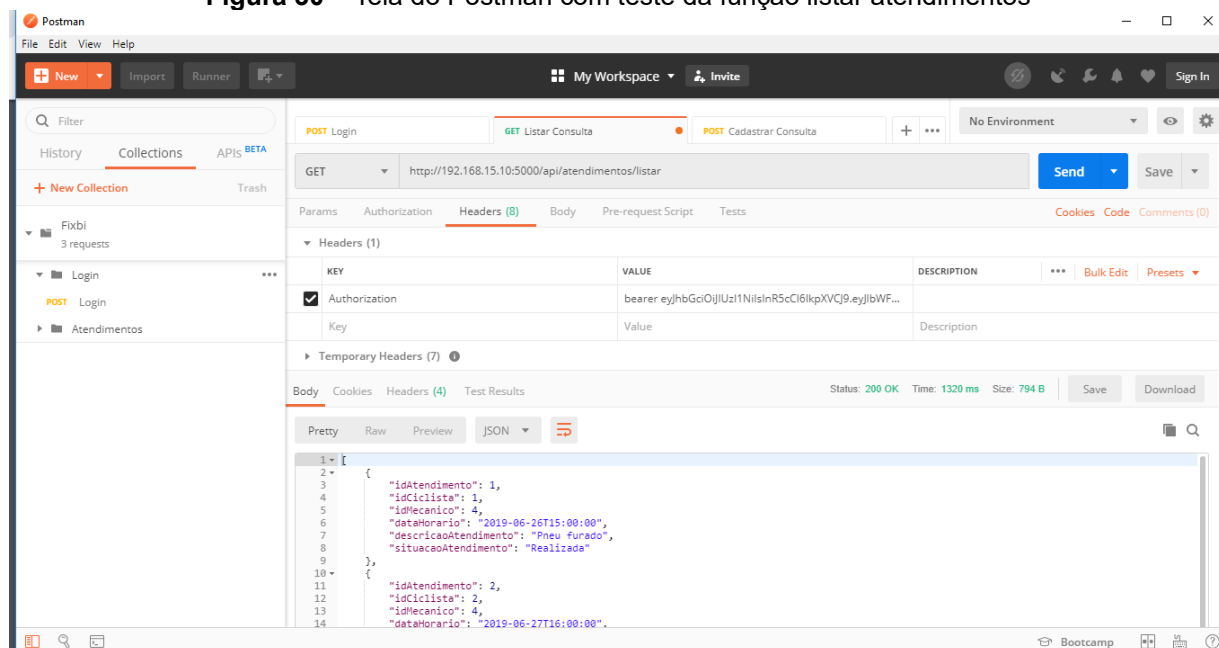 Tela do Postman com teste da função listar atendimentos
Postman
File Edit View Help
New Import Runner My Workspace Invite Sign In
Filter
History Collections APIs BETA
+ New Collection Trash
Fixbi
3 requests
Login
POST Login
Atendimentos
POST Login GET Listar Consulta POST Cadastrar Consulta + ... No Environment
GET http://192.168.15.10:5000/api/atendimentos/listar Send Save
Params Authorization Headers (8) Body Pre-request Script Tests Cookies Code Comments (0)
Headers (1)
KEY VALUE DESCRIPTION ... Bulk Edit Presets
Authorization bearer eyJhbGciOiJIUzI1NiIsInR5cCI6IkpXVCJ9.eyJlbWF...
Key Value Description
Temporary Headers (7)
Body Cookies Headers (4) Test Results Status: 200 OK Time: 1320 ms Size: 794 B Save Download
Pretty Raw Preview JSON
1 [
2 {
3 "idAtendimento": 1,
4 "idCiclista": 1,
5 "idMecanico": 4,
6 "dataHorario": "2019-06-26T15:00:00",
7 "descricaoAtendimento": "Pneu furado",
8 "situacaoAtendimento": "Realizada"
9 },
10 {
11 "idAtendimento": 2,
12 "idCiclista": 2,
13 "idMecanico": 4,
14 "dataHorario": "2019-06-27T16:00:00",
Bootcamp